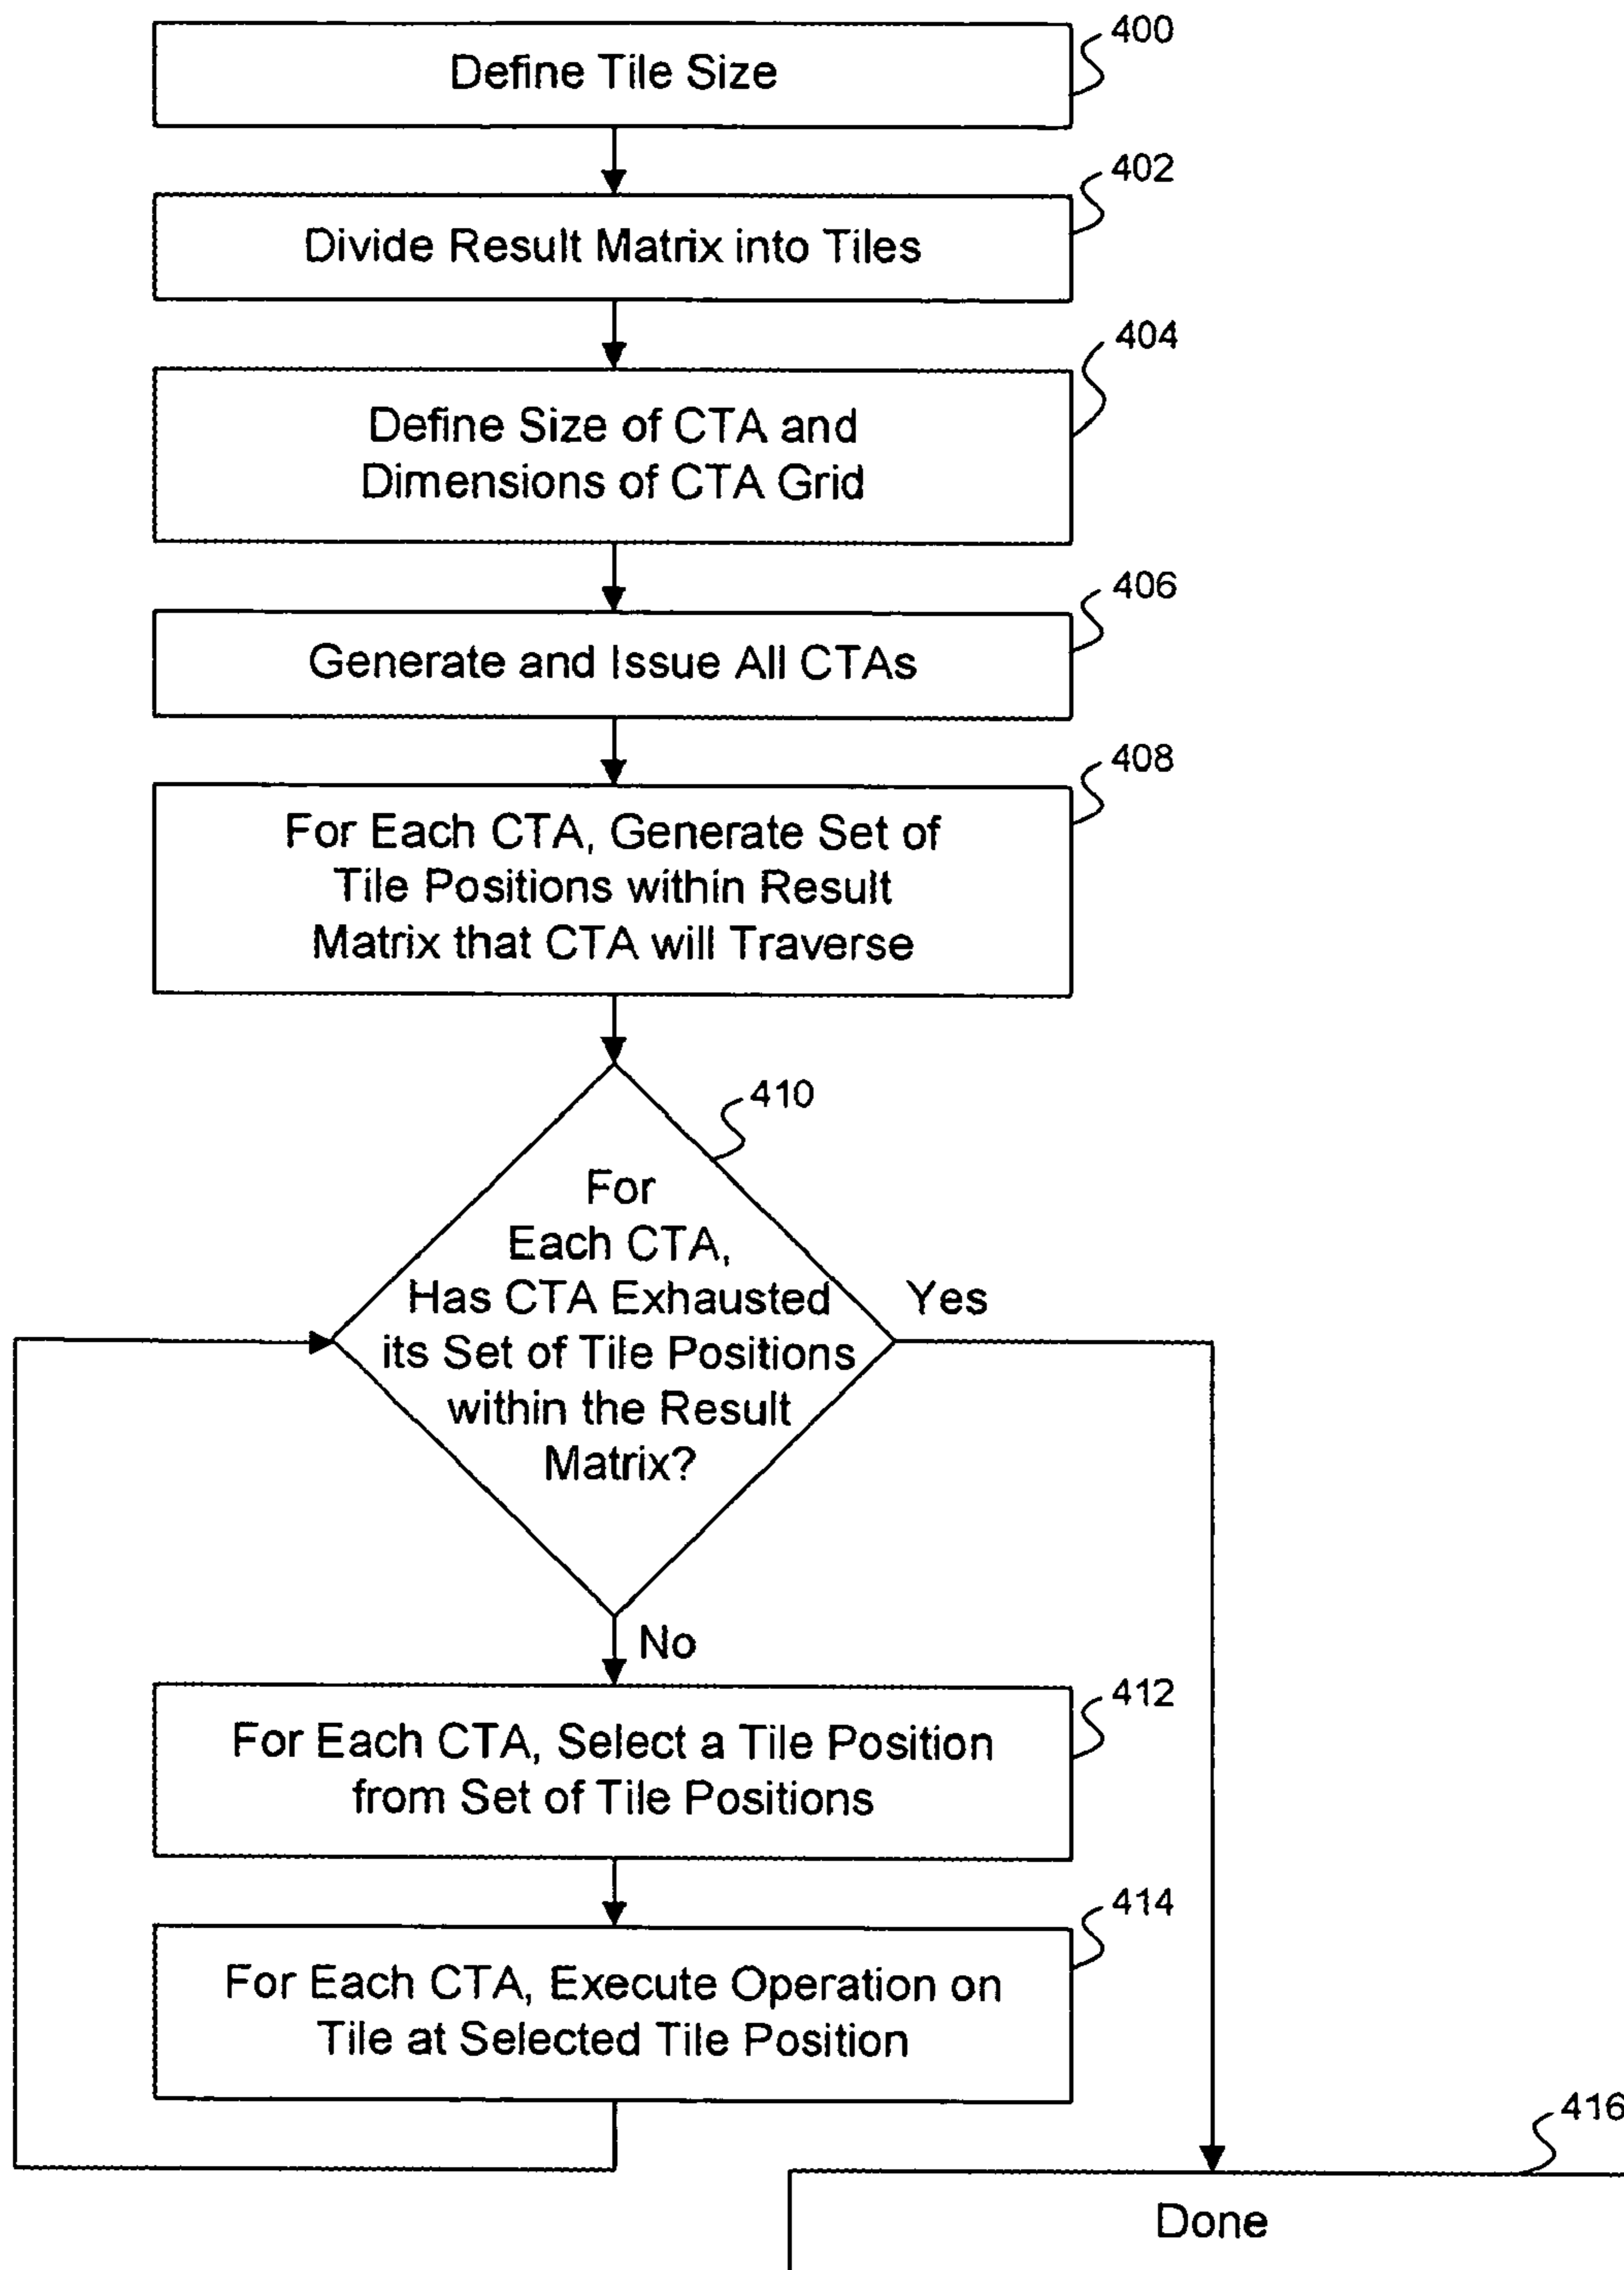 400
Define Tile Size
402
Divide Result Matrix into Tiles
404
Define Size of CTA and
Dimensions of CTA Grid
406
Generate and Issue All CTAs
408
For Each CTA, Generate Set of
Tile Positions within Result
Matrix that CTA will Traverse
410
For
Each CTA,
Has CTA Exhausted
its Set of Tile Positions
within the Result
Matrix?
Yes
No
412
For Each CTA, Select a Tile Position
from Set of Tile Positions
414
For Each CTA, Execute Operation on
Tile at Selected Tile Position
416
Done